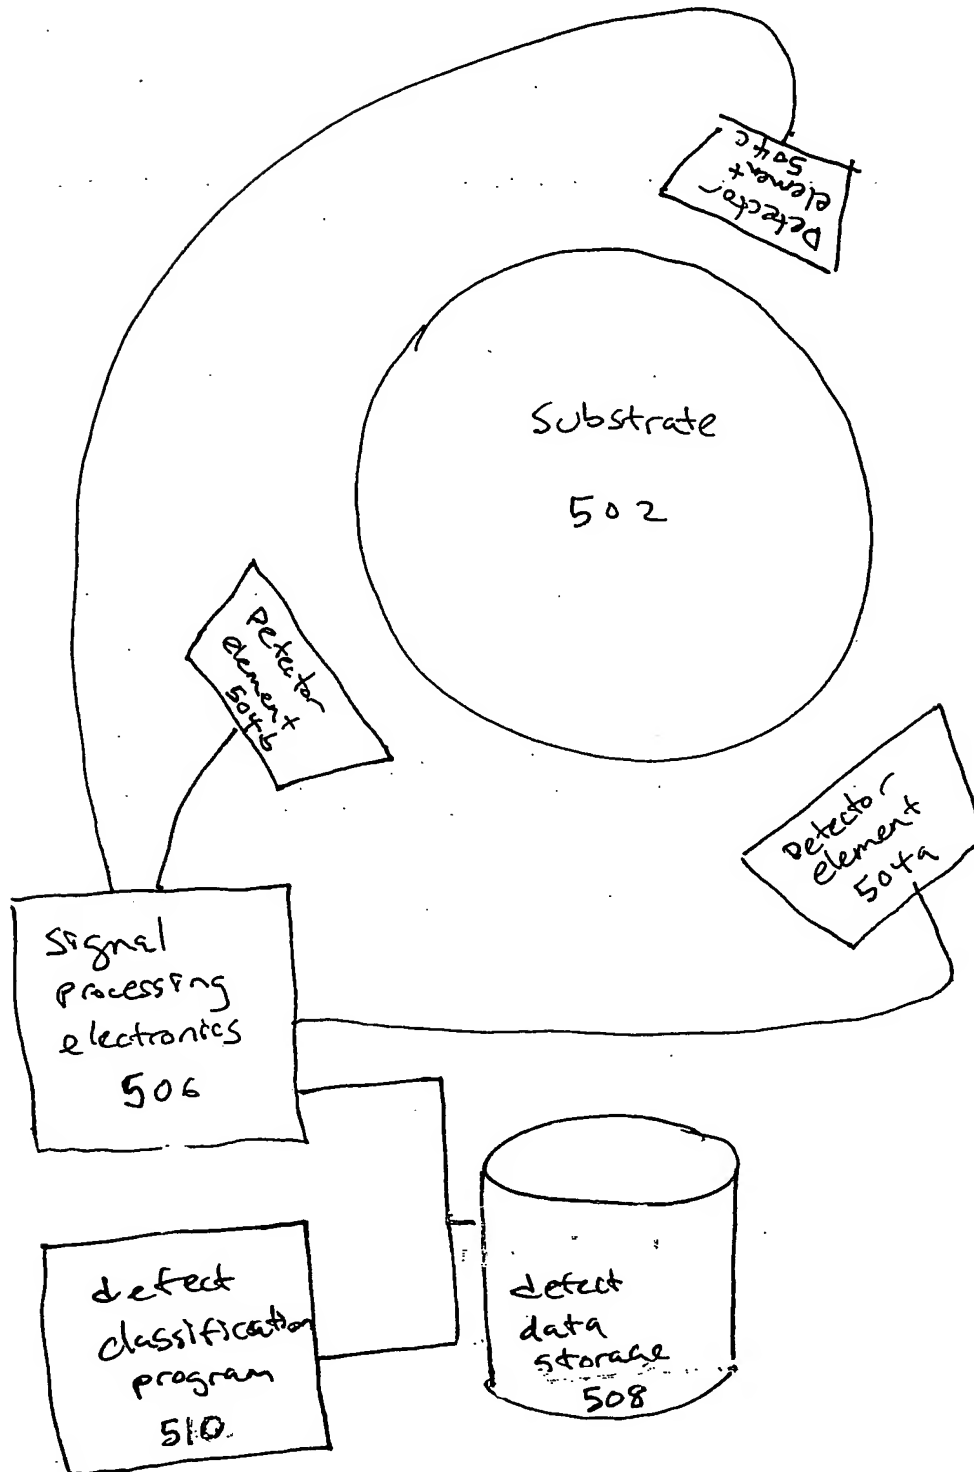 Detector
element
504c
Substrate
502
Detector
element
504b
Detector
element
504a
signal
processing
electronics
506
defect
classification
program
510
defect
data
storage
508